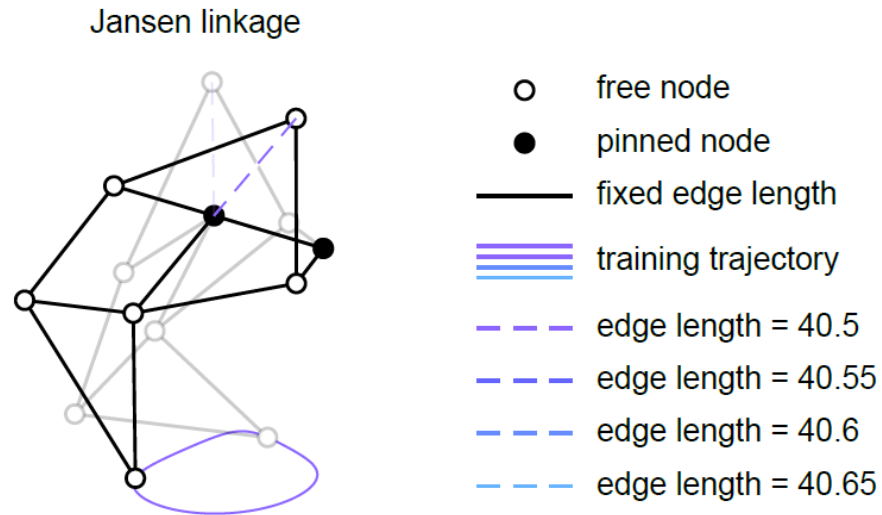 Jansen linkage
free node
pinned node
fixed edge length
training trajectory
edge length = 40.5
edge length = 40.55
edge length = 40.6
edge length = 40.65